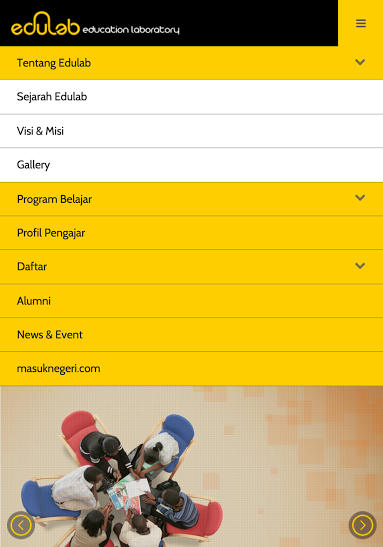 edulab education laboratory
Tentang Edulab
Sejarah Edulab
Visi & Misi
Gallery
Program Belajar
Profil Pengajar
Daftar
Alumni
News & Event
masuknegeri.com